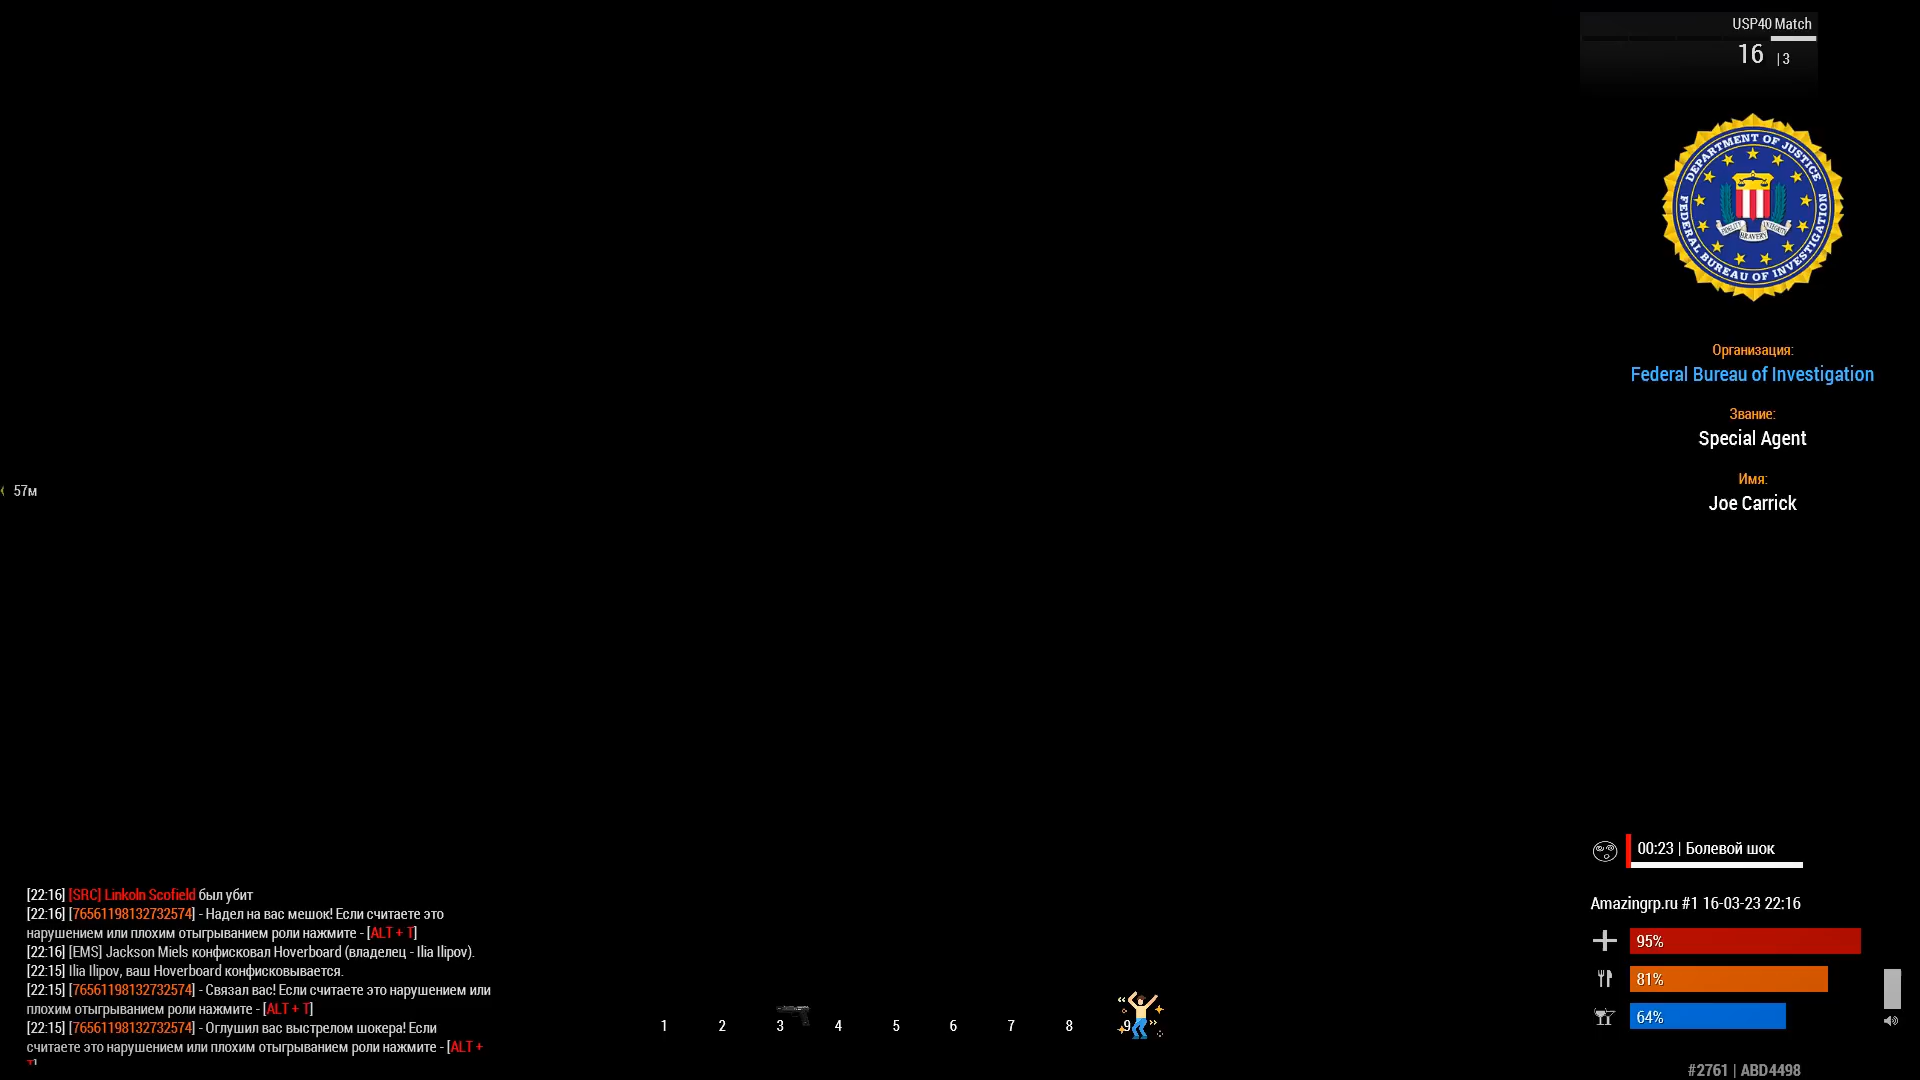 USP40 Match
16 | 3
DEPARTMENT OF JUSTICE
FEDERAL BUREAU OF INVESTIGATION
BRAVERY
Организация:
Federal Bureau of Investigation
Звание:
Special Agent
Имя:
Joe Carrick
57м
00:23 | Болевой шок
Amazingrp.ru #1 16-03-23 22:16
95%
81%
64%
#2761 | ABD4498
[22:16] [SRC] Linkoln Scofield был убит
[22:16] [76561198132732574] - Надел на вас мешок! Если считаете это
нарушением или плохим отыгрыванием роли нажмите - [ALT + T]
[22:16] [EMS] Jackson Miels конфисковал Hoverboard (владелец - Ilia Ilipov).
[22:15] Ilia Ilipov, ваш Hoverboard конфисковывается.
[22:15] [76561198132732574] - Связал вас! Если считаете это нарушением или
плохим отыгрыванием роли нажмите - [ALT + T]
[22:15] [76561198132732574] - Оглушил вас выстрелом шокера! Если
считаете это нарушением или плохим отыгрыванием роли нажмите - [ALT +
T]
1 2 3 4 5 6 7 8 9